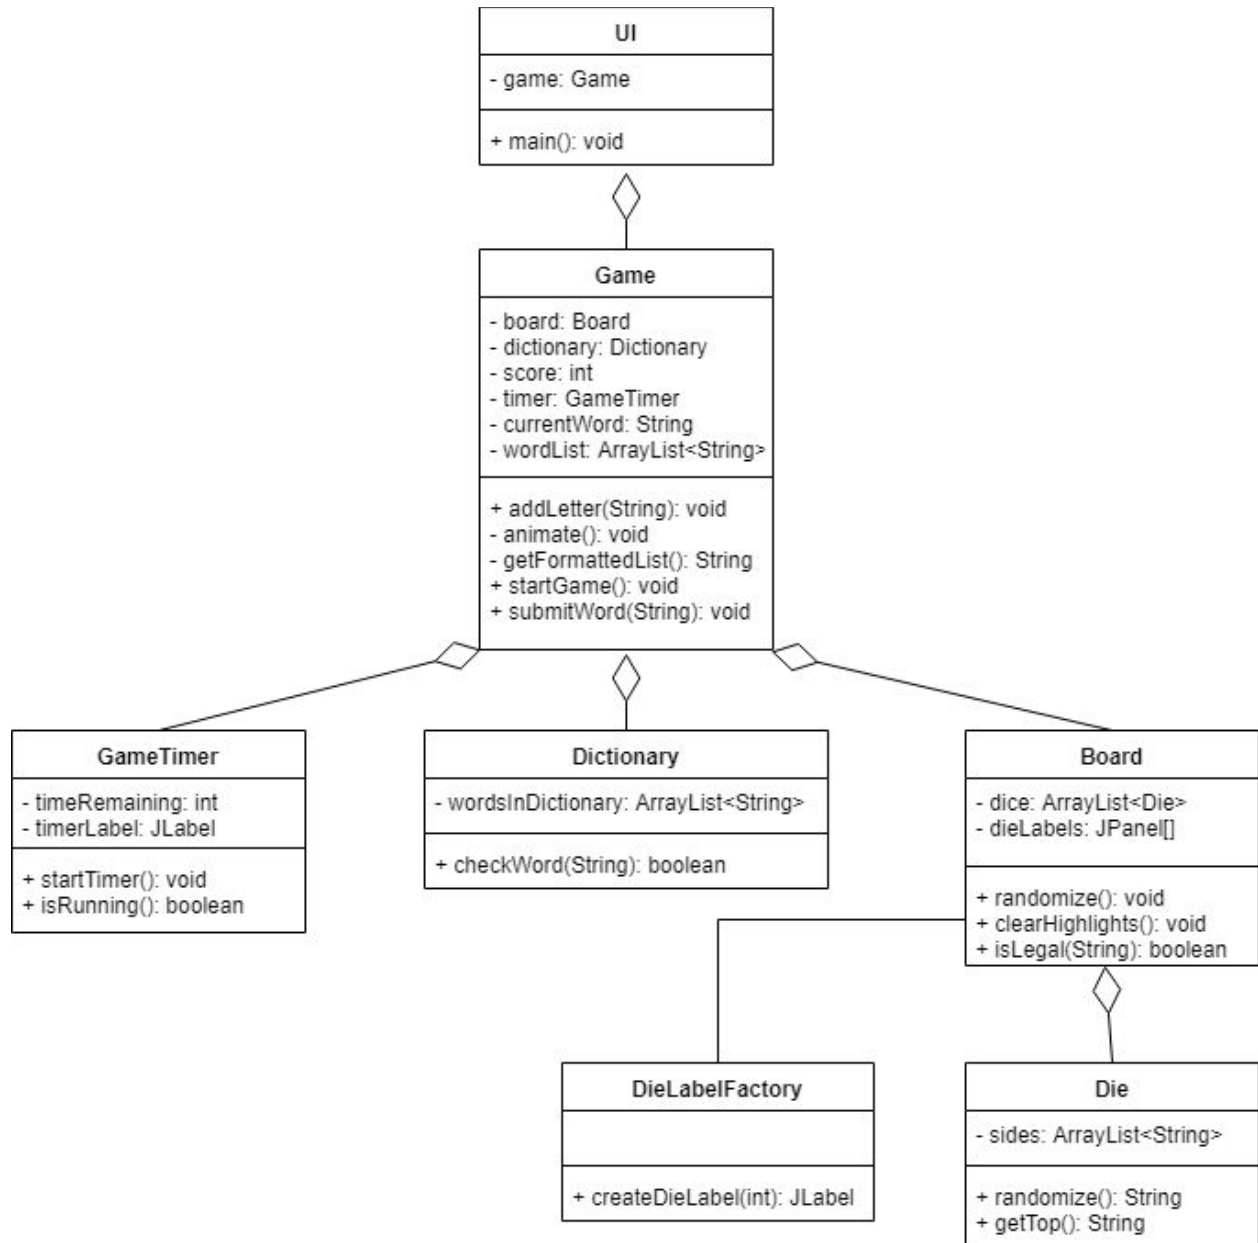 UI
- game: Game
+ main(): void
Game
- board: Board
- dictionary: Dictionary
- score: int
- timer: GameTimer
- currentWord: String
- wordList: ArrayList<String>
+ addLetter(String): void
- animate(): void
- getFormattedList(): String
+ startGame(): void
+ submitWord(String): void
GameTimer
- timeRemaining: int
- timerLabel: JLabel
+ startTimer(): void
+ isRunning(): boolean
Dictionary
- wordsInDictionary: ArrayList<String>
+ checkWord(String): boolean
Board
- dice: ArrayList<Die>
- dieLabels: JPanel[]
+ randomize(): void
+ clearHighlights(): void
+ isLegal(String): boolean
DieLabelFactory
+ createDieLabel(int): JLabel
Die
- sides: ArrayList<String>
+ randomize(): String
+ getTop(): String